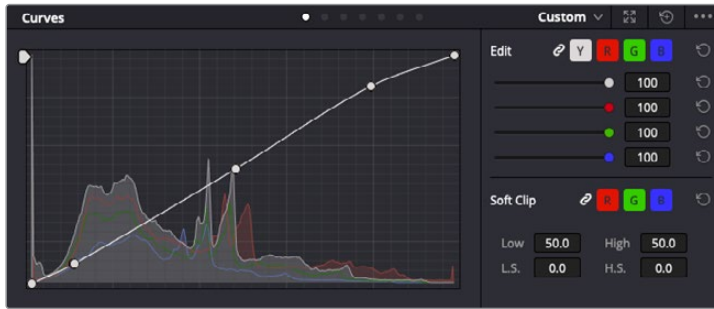 Curves Custom
Edit Y R G B
100
100
100
100
Soft Clip R G B
Low 50.0 High 50.0
L.S. 0.0 H.S. 0.0